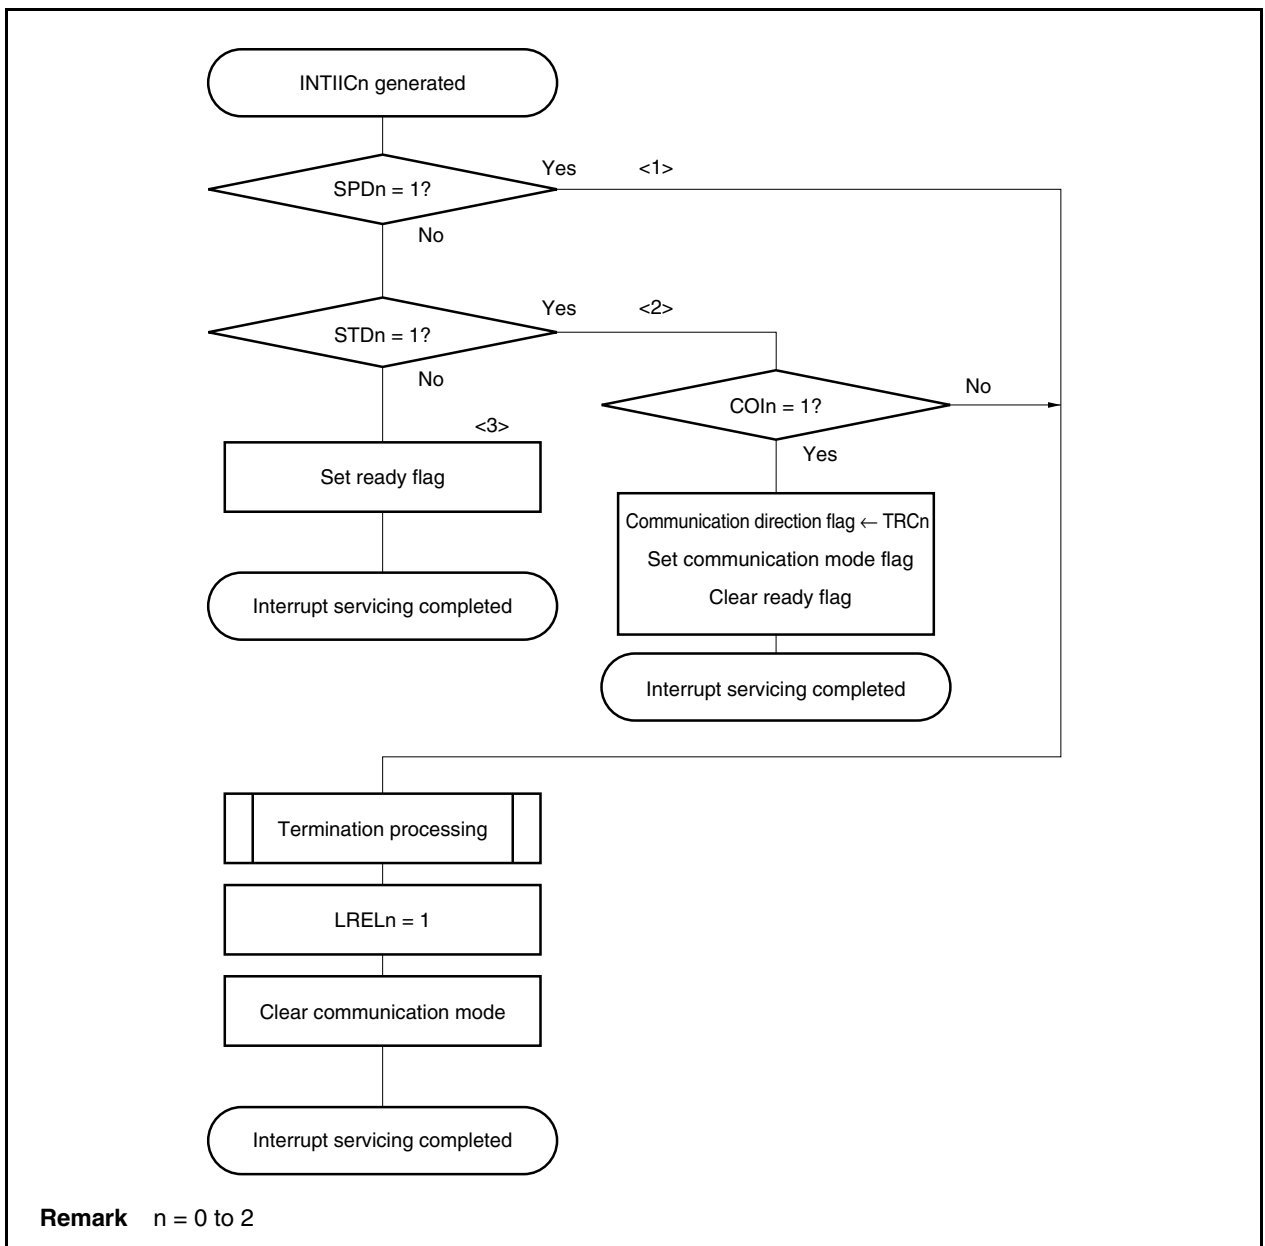 INTIICn generated
Yes <1>
SPDn = 1?
No
Yes <2>
STDn = 1?
No
No
COIn = 1?
<3>
Yes
Set ready flag
Communication direction flag ← TRCn
Set communication mode flag
Clear ready flag
Interrupt servicing completed
Interrupt servicing completed
Termination processing
LRELn = 1
Clear communication mode
Interrupt servicing completed
Remark n = 0 to 2